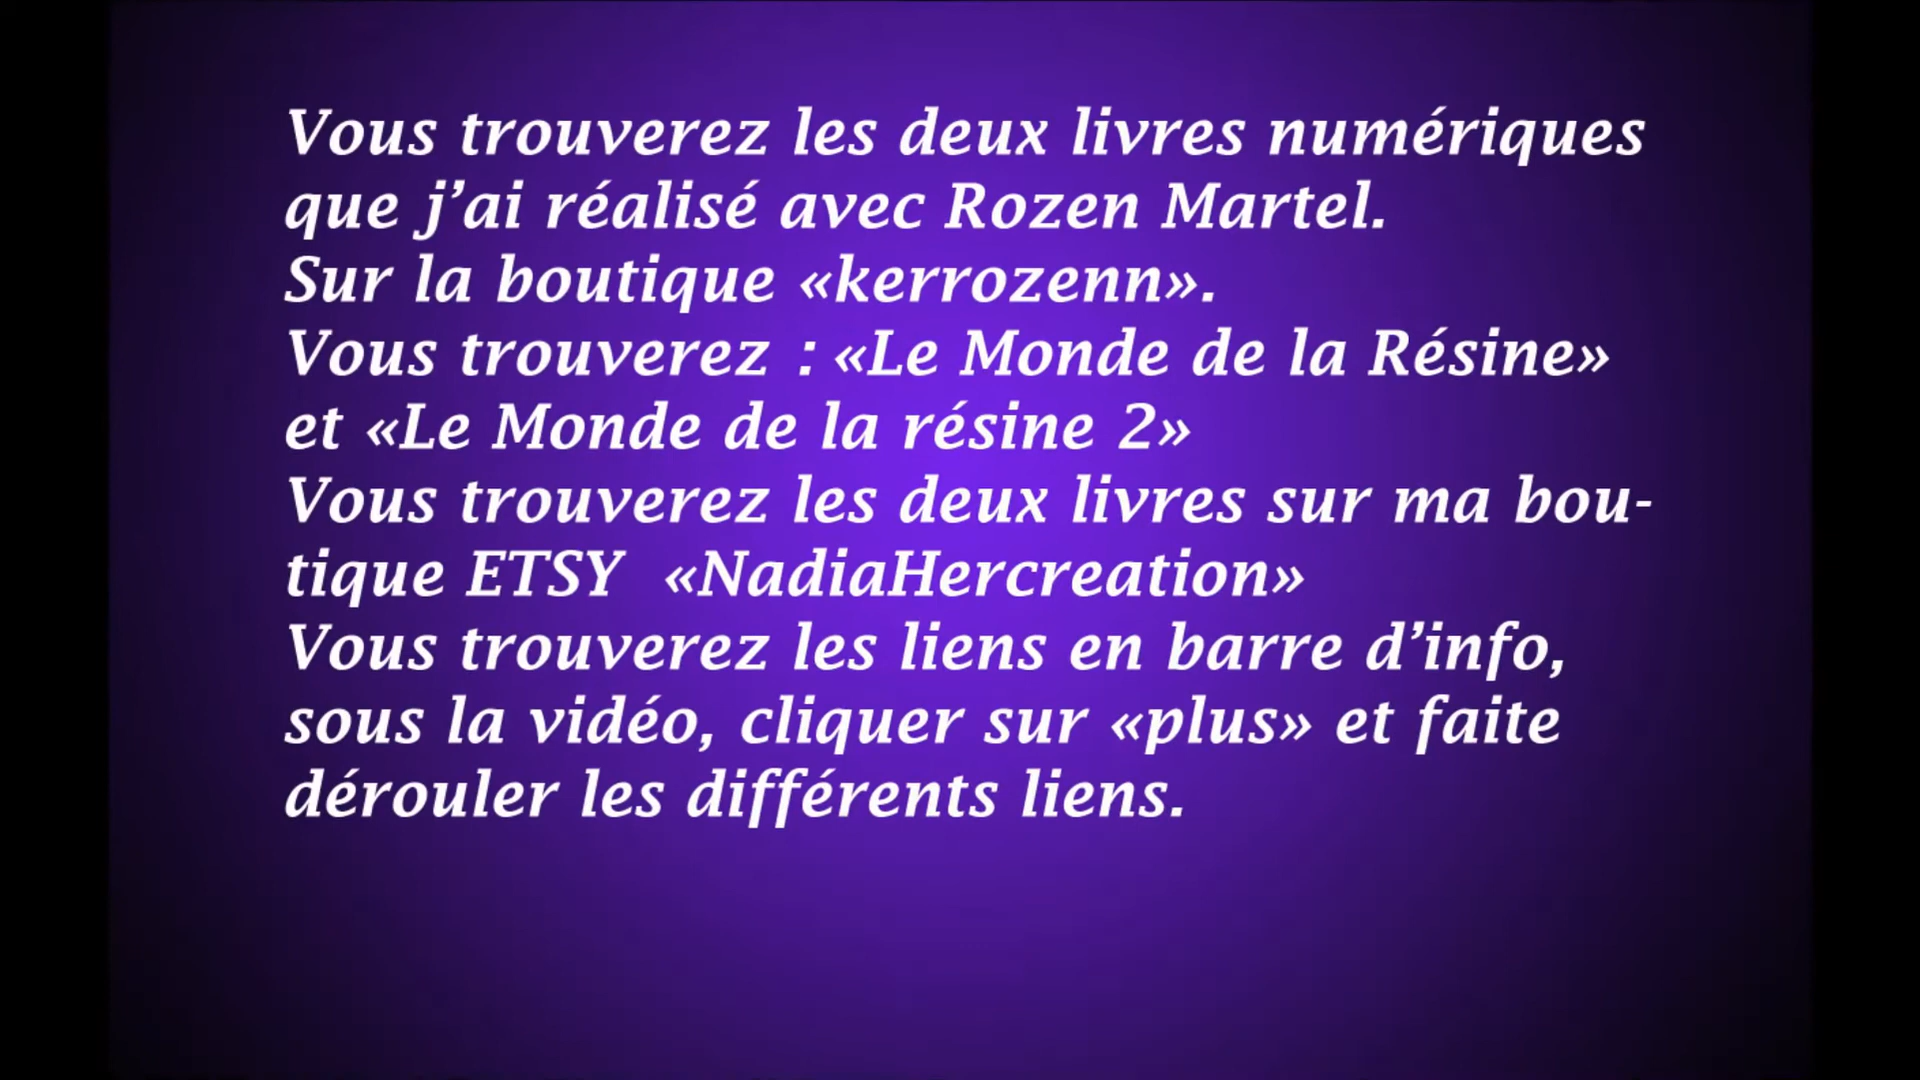 Vous trouverez les deux livres numériques
que j’ai réalisé avec Rozen Martel.
Sur la boutique «kerrozenn».
Vous trouverez : «Le Monde de la Résine»
et «Le Monde de la résine 2»
Vous trouverez les deux livres sur ma bou-
tique ETSY  «NadiaHercreation»
Vous trouverez les liens en barre d’info,
sous la vidéo, cliquer sur «plus» et faite
dérouler les différents liens.